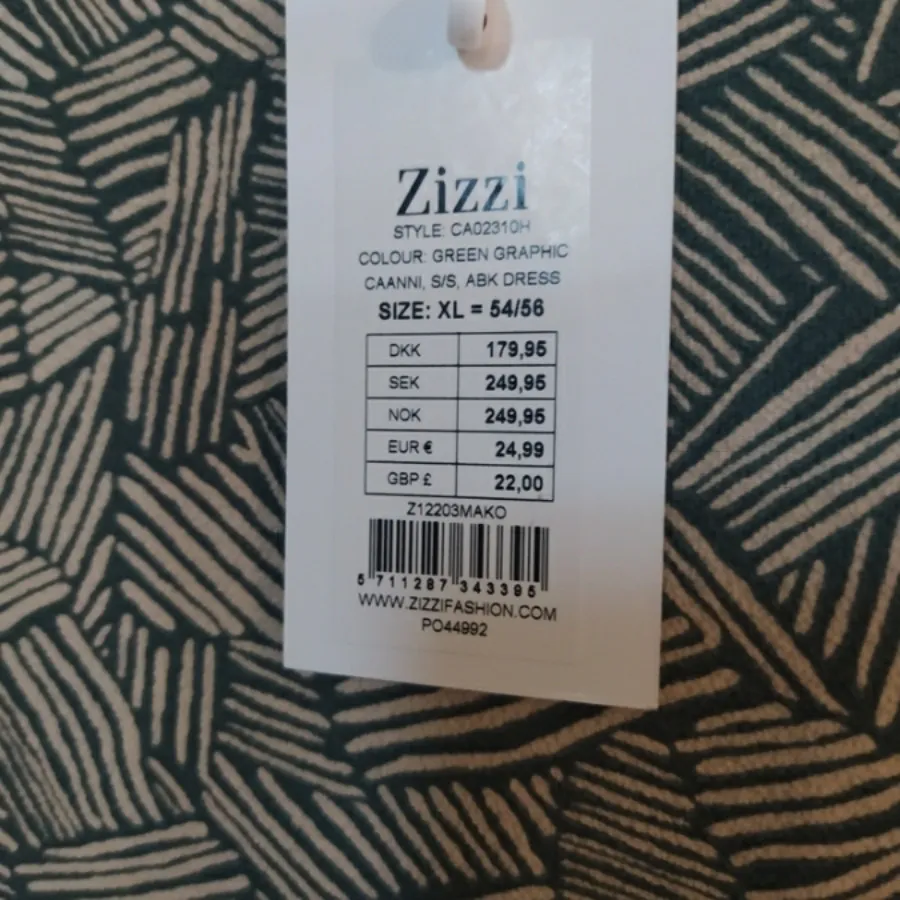 Zizzi
STYLE: CA02310H
COLOUR: GREEN GRAPHIC
CAANNI, S/S, ABK DRESS
SIZE: XL = 54/56
DKK 179,95
SEK 249,95
NOK 249,95
EUR € 24,99
GBP £ 22,00
Z12203MAKO
5 711287 343395
WWW.ZIZZIFASHION.COM
PO44992